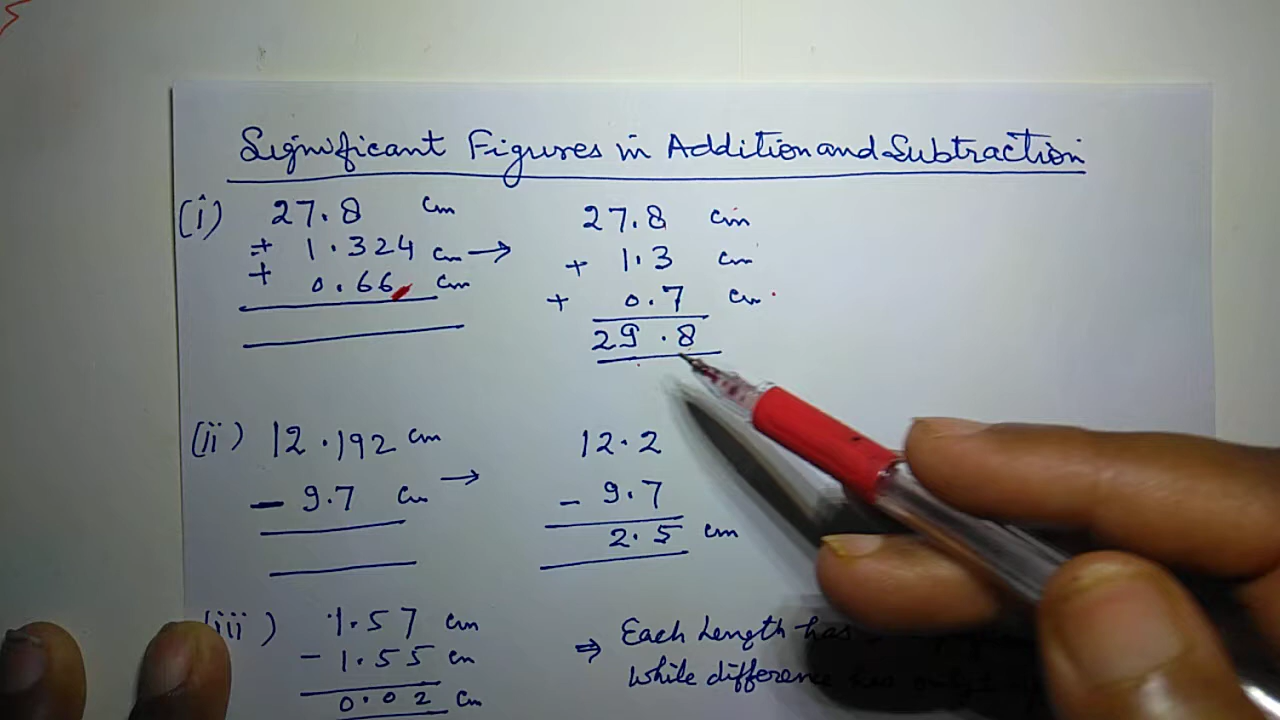 Significant Figures in Addition and Subtraction
(i) 27.8 cm 27.8 cm
+ 1.324 cm → + 1.3 cm
+ 0.66 cm + 0.7 cm
29.8
(ii) 12.192 cm → 12.2
- 9.7 cm - 9.7
2.5 cm
(iii) 1.57 cm ⇒ Each Length has
- 1.55 cm While difference has only
0.02 cm